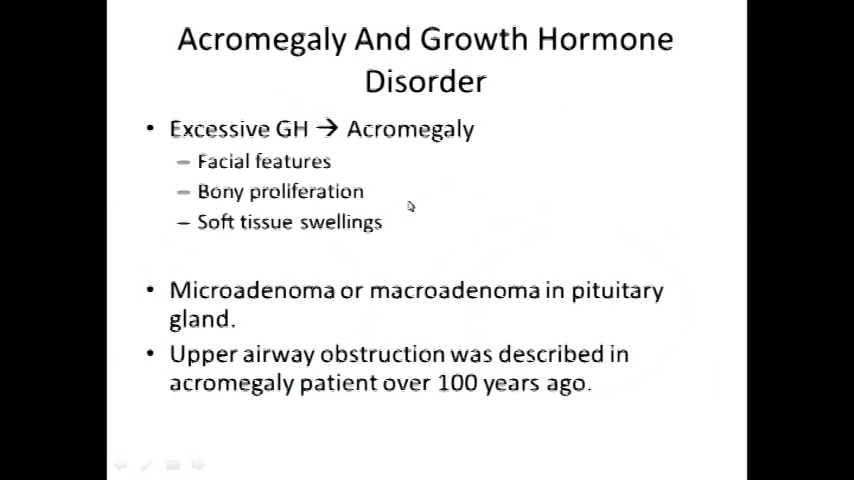 Acromegaly And Growth Hormone
Disorder
• Excessive GH → Acromegaly
– Facial features
– Bony proliferation
– Soft tissue swellings
• Microadenoma or macroadenoma in pituitary
gland.
• Upper airway obstruction was described in
acromegaly patient over 100 years ago.